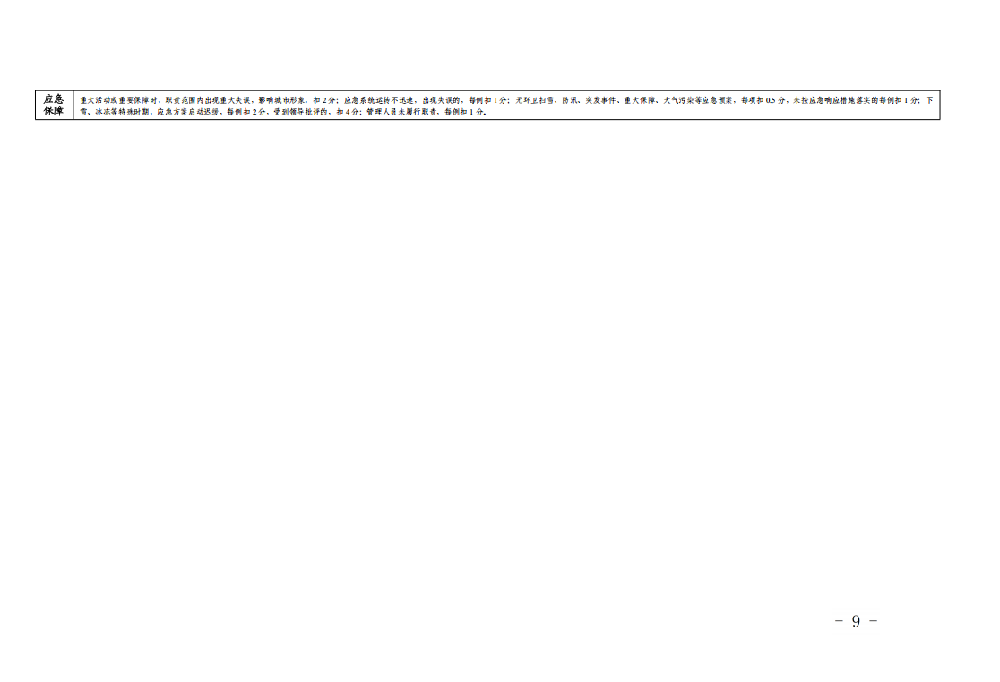 应急
保障
重大活动或重要保障时，职责范围内出现重大失误，影响城市形象，扣 2 分；应急系统运转不迅速，出现失误的，每例扣 1 分；无环卫扫雪、防汛、突发事件、重大保障、大气污染等应急预案，每项扣 0.5 分，未按应急响应措施落实的每例扣 1 分；下
雪、冰冻等特殊时期，应急方案启动迟缓，每例扣 2 分，受到领导批评的，扣 4 分；管理人员未履行职责，每例扣 1 分。
- 9 -